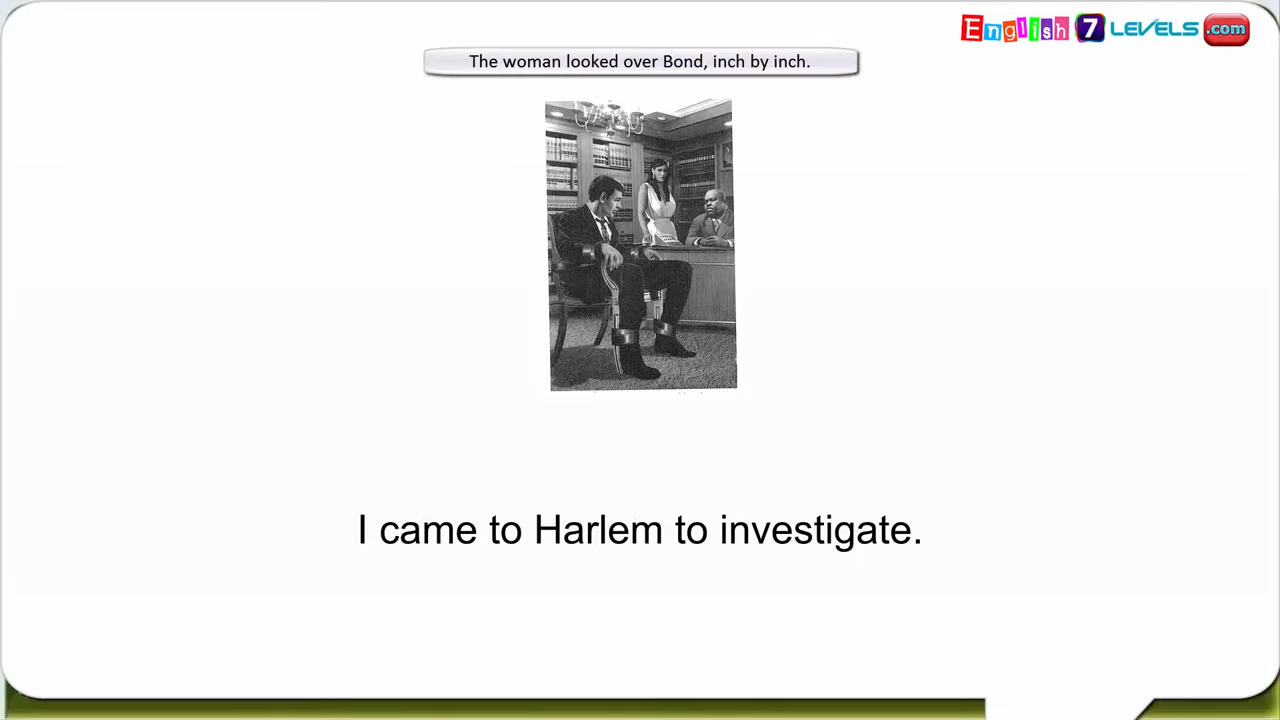 English 7 LEVELS .com
The woman looked over Bond, inch by inch.
I came to Harlem to investigate.